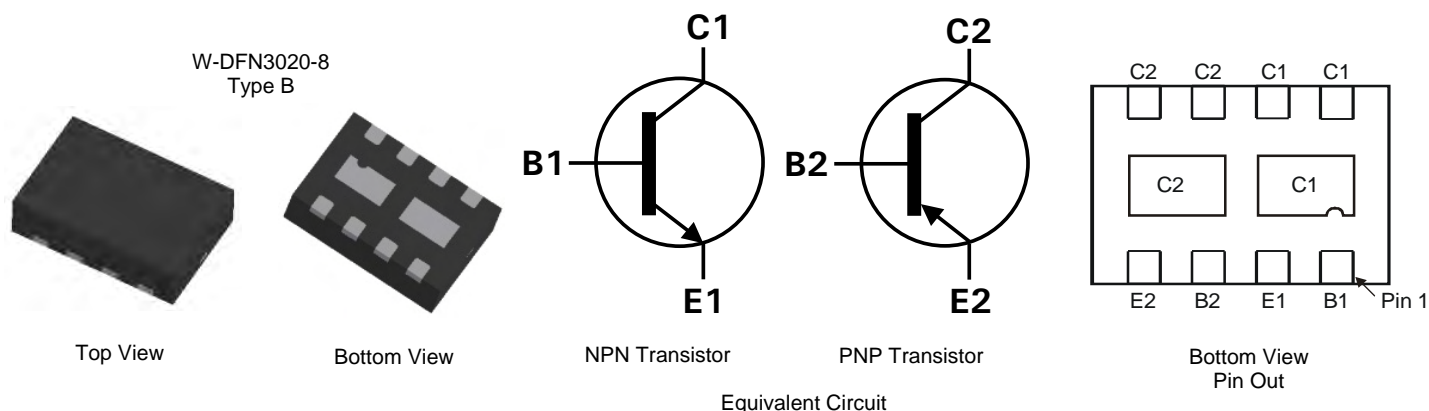 W-DFN3020-8
Type B
Top View
Bottom View
C1
B1
E1
NPN Transistor
C2
B2
E2
PNP Transistor
Equivalent Circuit
C2 C2 C1 C1
C2 C1
E2 B2 E1 B1 Pin 1
Bottom View
Pin Out